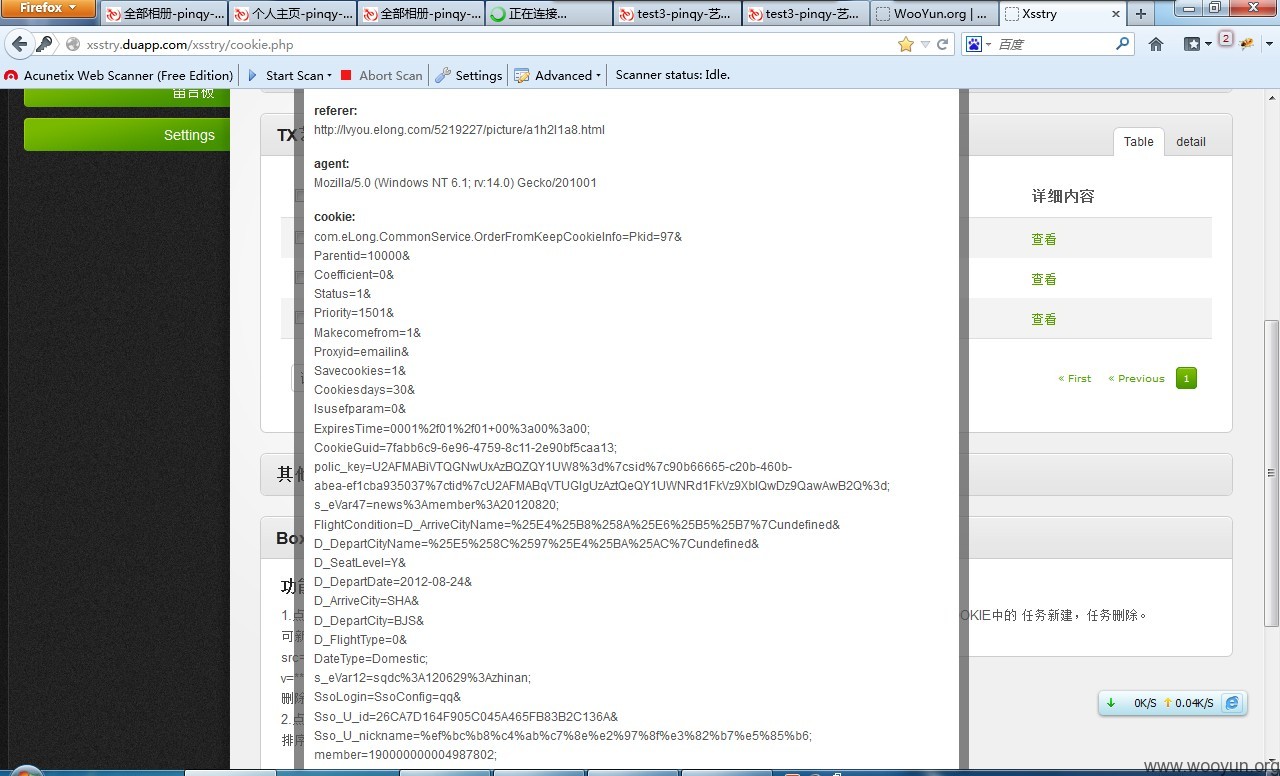 Firefox
全部相册-pinqy-...
个人主页-pinqy-...
全部相册-pinqy-...
正在连接...
test3-pinqy-艺...
test3-pinqy-艺...
WooYun.org | ...
Xsstry
xsstry.duapp.com/xsstry/cookie.php
百度
2
Acunetix Web Scanner (Free Edition)
Start Scan
Abort Scan
Settings
Advanced
Scanner status: Idle.
留言板
Settings
TX
Table
detail
详细内容
查看
查看
查看
« First
« Previous
1
referer:
http://lvyou.elong.com/5219227/picture/a1h2l1a8.html
agent:
Mozilla/5.0 (Windows NT 6.1; rv:14.0) Gecko/201001
cookie:
com.eLong.CommonService.OrderFromKeepCookieInfo=Pkid=97&
Parentid=10000&
Coefficient=0&
Status=1&
Priority=1501&
Makecomefrom=1&
Proxyid=emailin&
Savecookies=1&
Cookiesdays=30&
Isusefparam=0&
ExpiresTime=0001%2f01%2f01+00%3a00%3a00;
CookieGuid=7fabb6c9-6e96-4759-8c11-2e90bf5caa13;
polic_key=U2AFMABiVTQGNwUxAzBQZQY1UW8%3d%7csid%7c90b66665-c20b-460b-
abea-ef1cba935037%7ctid%7cU2AFMABqVTUGIgUzAztQeQY1UWNRd1FkVz9XblQwDz9QawAwB2Q%3d;
s_eVar47=news%3Amember%3A20120820;
FlightCondition=D_ArriveCityName=%25E4%25B8%258A%25E6%25B5%25B7%7Cundefined&
D_DepartCityName=%25E5%258C%2597%25E4%25BA%25AC%7Cundefined&
D_SeatLevel=Y&
D_DepartDate=2012-08-24&
D_ArriveCity=SHA&
D_DepartCity=BJS&
D_FlightType=0&
DateType=Domestic;
s_eVar12=sqdc%3A120629%3Azhinan;
SsoLogin=SsoConfig=qq&
Sso_U_id=26CA7D164F905C045A465FB83B2C136A&
Sso_U_nickname=%ef%bc%b8%c4%ab%c7%8e%e2%97%8f%e3%82%b7%e5%85%b6;
member=190000000004987802;
其他
Box
功能
1.点
OKIE中的 任务新建，任务删除。
可新
src=
v=**
删除
2.点
排序
0K/S
0.04K/S
www.wooyun.org